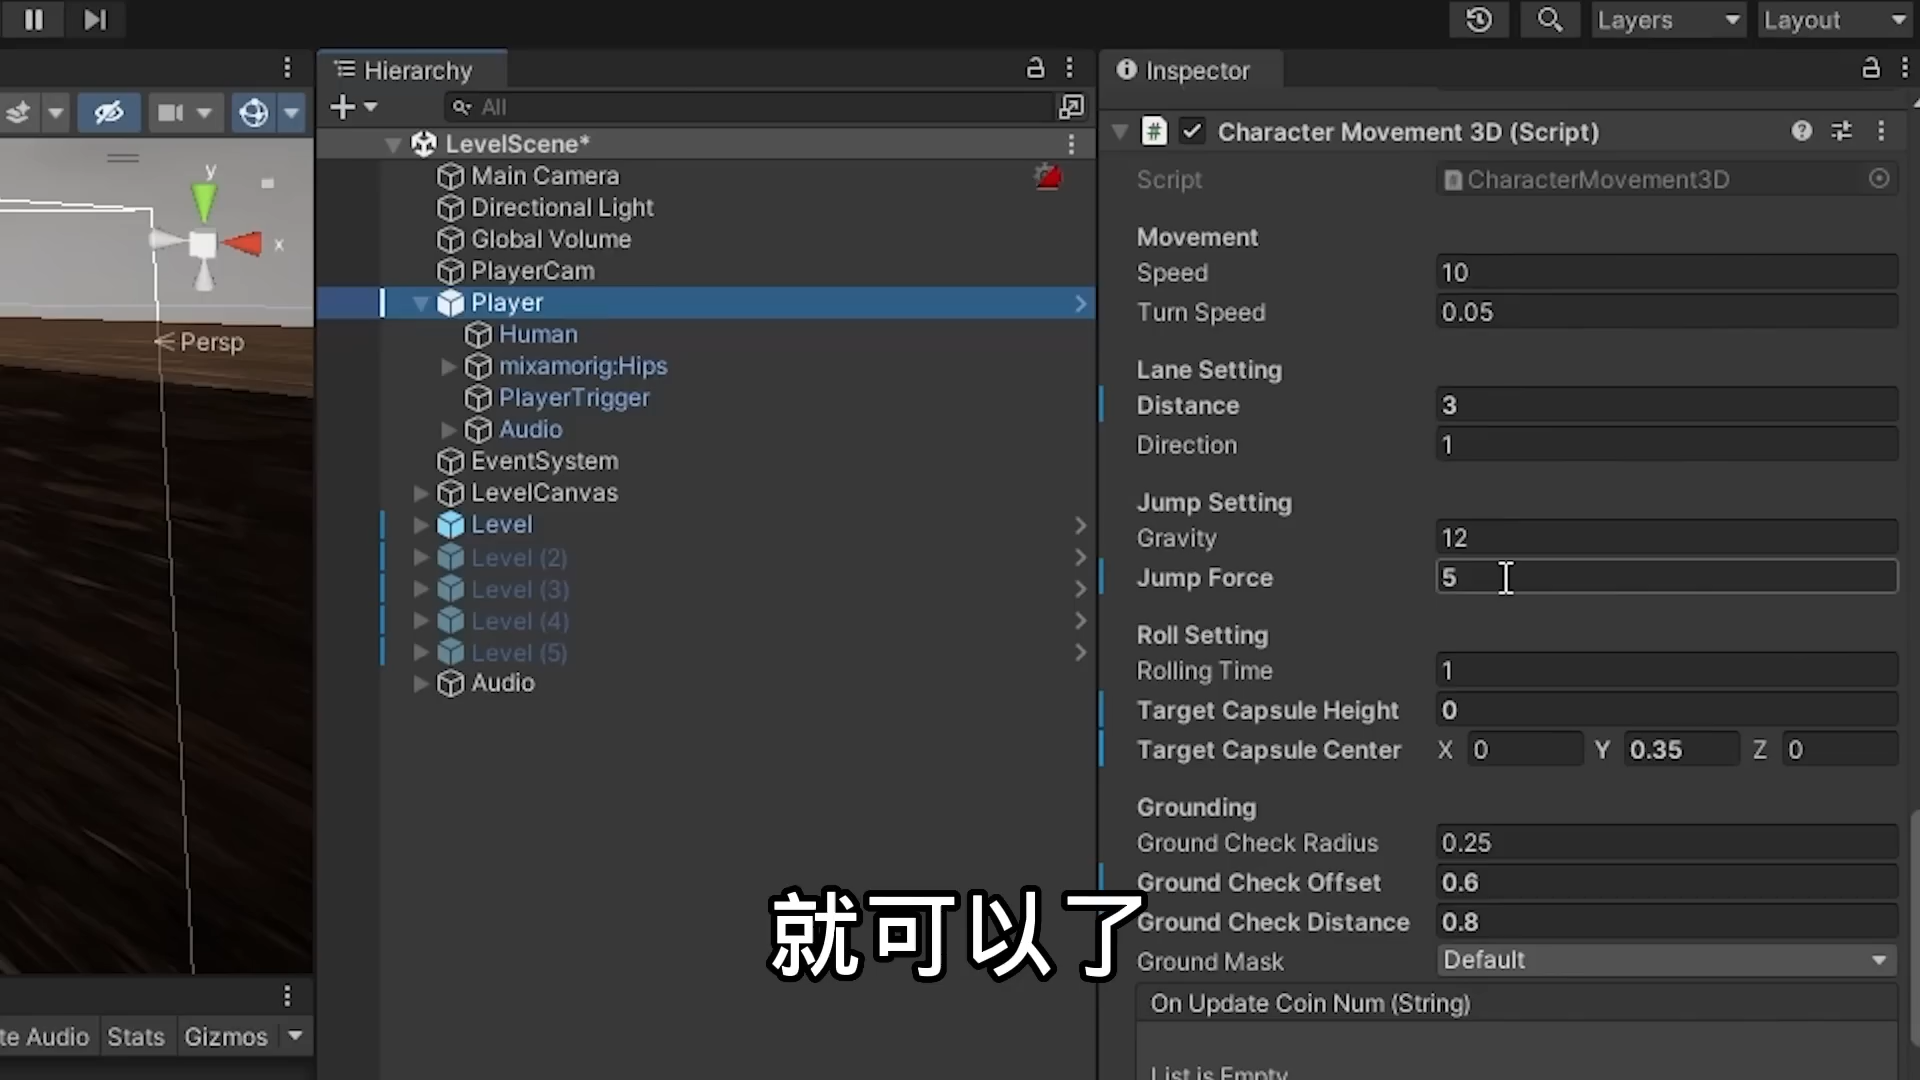 Layers
Layout
Hierarchy
Inspector
All
LevelScene*
Main Camera
Directional Light
Global Volume
PlayerCam
Player
Human
mixamorig:Hips
PlayerTrigger
Audio
EventSystem
LevelCanvas
Level
Level (2)
Level (3)
Level (4)
Level (5)
Audio
y
x
Persp
te Audio
Stats
Gizmos
# Character Movement 3D (Script)
Script CharacterMovement3D
Movement
Speed 10
Turn Speed 0.05
Lane Setting
Distance 3
Direction 1
Jump Setting
Gravity 12
Jump Force 5
Roll Setting
Rolling Time 1
Target Capsule Height 0
Target Capsule Center X 0 Y 0.35 Z 0
Grounding
Ground Check Radius 0.25
Ground Check Offset 0.6
Ground Check Distance 0.8
Ground Mask Default
On Update Coin Num (String)
List is Empty
就可以了